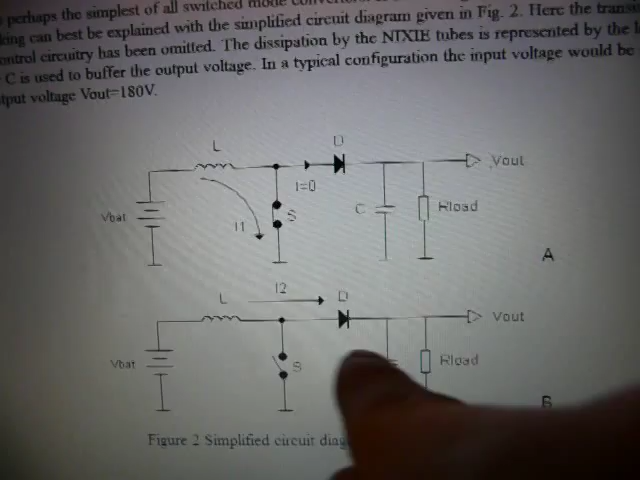 perhaps the simplest of all switched mode
king can best be explained with the simplified circuit diagram given in Fig. 2. Here the
ontrol circuitry has been omitted. The dissipation by the NIXIE tubes is represented by the
C is used to buffer the output voltage. In a typical configuration the input voltage would be
tput voltage Vout=180V.
L
D
Vout
I=0
Vbat
I1
S
C
Rload
A
I2
L
D
Vout
Vbat
S
Rload
B
Figure 2 Simplified circuit diag